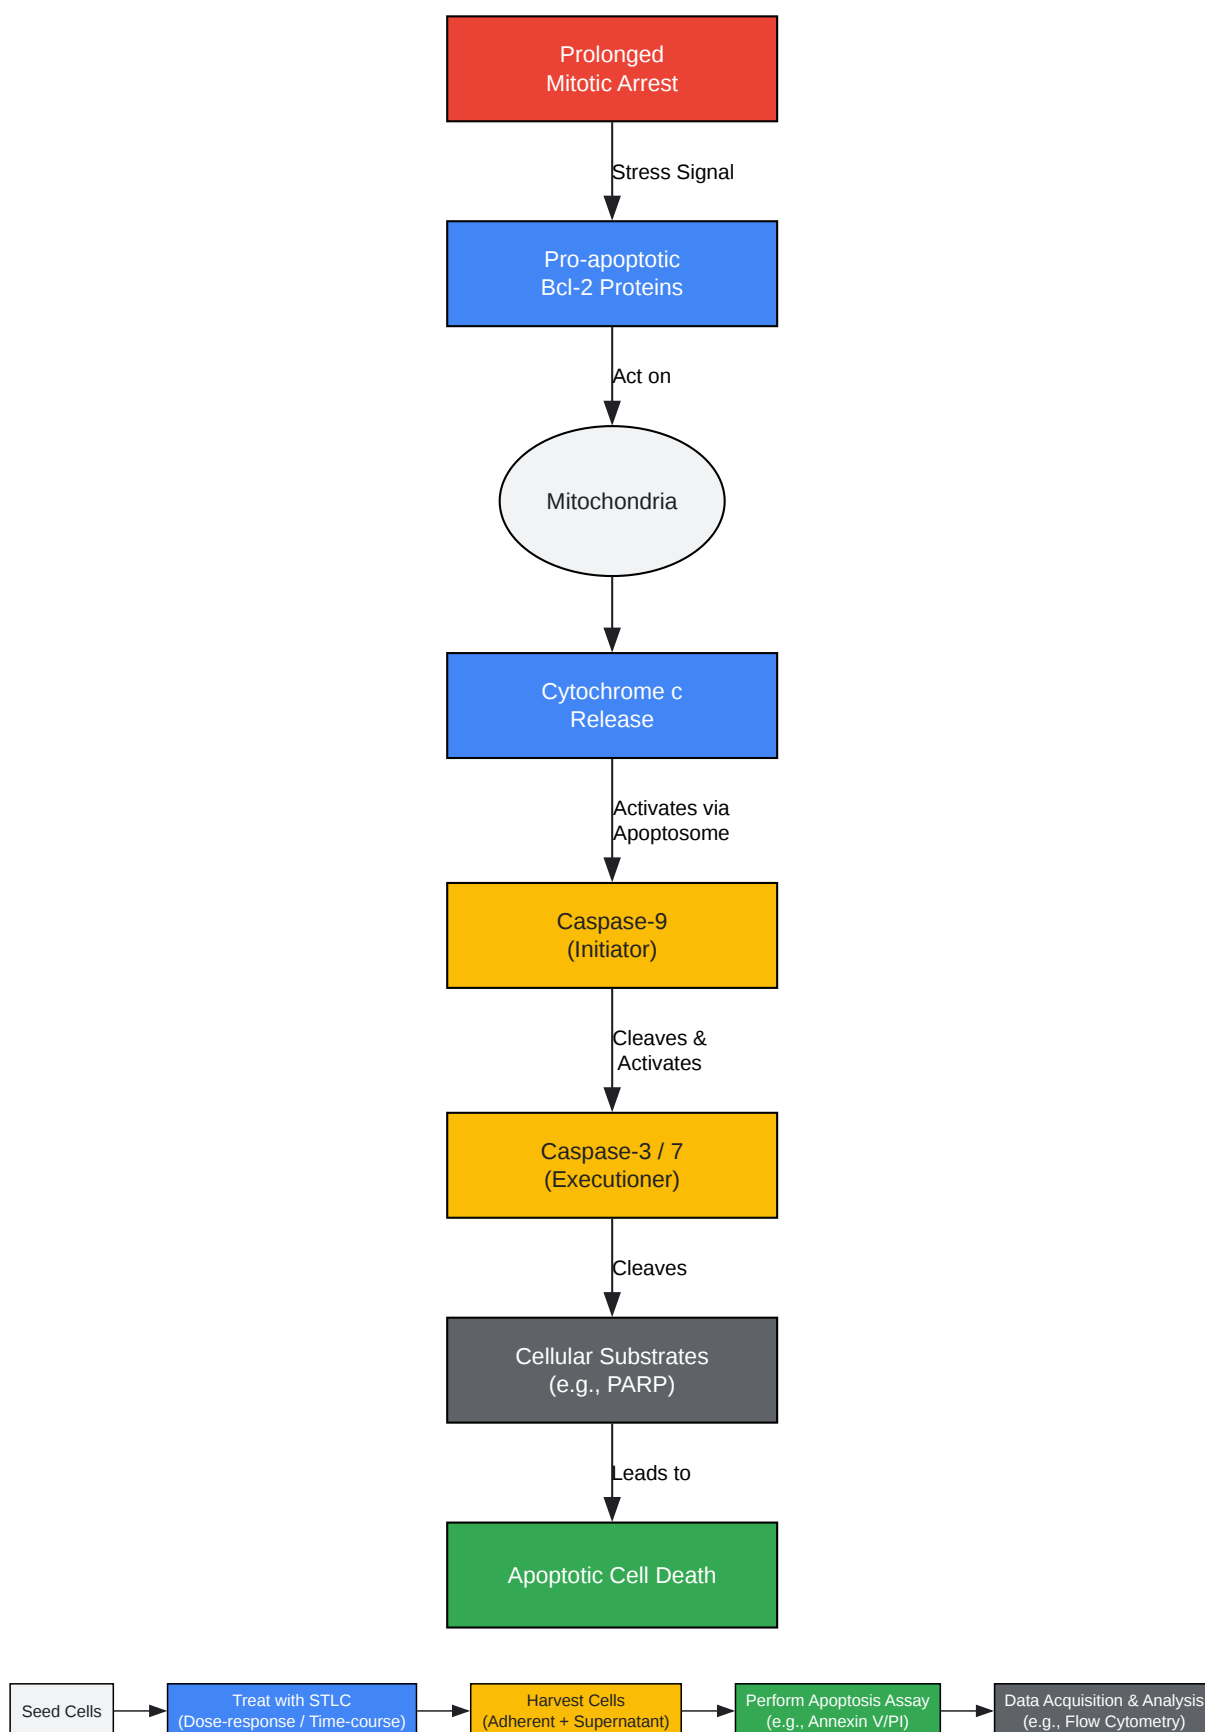 Prolonged
Mitotic Arrest
Stress Signal
Pro-apoptotic
Bcl-2 Proteins
Act on
Mitochondria
Cytochrome c
Release
Activates via
Apoptosome
Caspase-9
(Initiator)
Cleaves &
Activates
Caspase-3 / 7
(Executioner)
Cleaves
Cellular Substrates
(e.g., PARP)
Leads to
Apoptotic Cell Death
Seed Cells
Treat with STLC
(Dose-response / Time-course)
Harvest Cells
(Adherent + Supernatant)
Perform Apoptosis Assay
(e.g., Annexin V/PI)
Data Acquisition & Analysis
(e.g., Flow Cytometry)